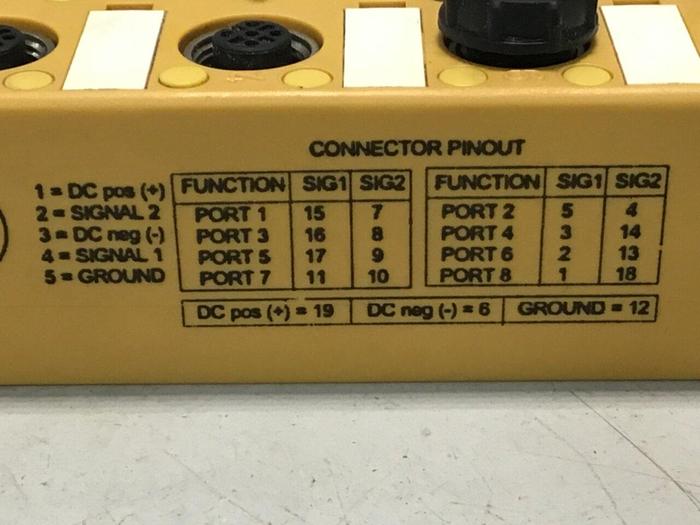 CONNECTOR PINOUT
1 = DC pos (+)
2 = SIGNAL 2
3 = DC neg (-)
4 = SIGNAL 1
5 = GROUND
FUNCTION SIG1 SIG2
PORT 1 15 7
PORT 3 16 8
PORT 5 17 9
PORT 7 11 10
FUNCTION SIG1 SIG2
PORT 2 5 4
PORT 4 3 14
PORT 6 2 13
PORT 8 1 18
DC pos (+) = 19 DC neg (-) = 6 GROUND = 12